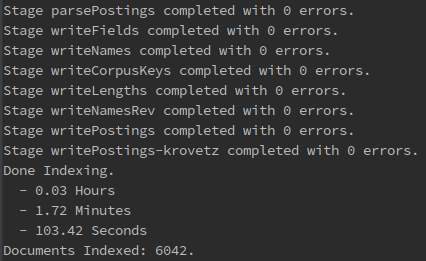 Stage parsePostings completed with 0 errors.
Stage writeFields completed with 0 errors.
Stage writeNames completed with 0 errors.
Stage writeCorpusKeys completed with 0 errors.
Stage writeLengths completed with 0 errors.
Stage writeNamesRev completed with 0 errors.
Stage writePostings completed with 0 errors.
Stage writePostings-krovetz completed with 0 errors.
Done Indexing.
  - 0.03 Hours
  - 1.72 Minutes
  - 103.42 Seconds
Documents Indexed: 6042.